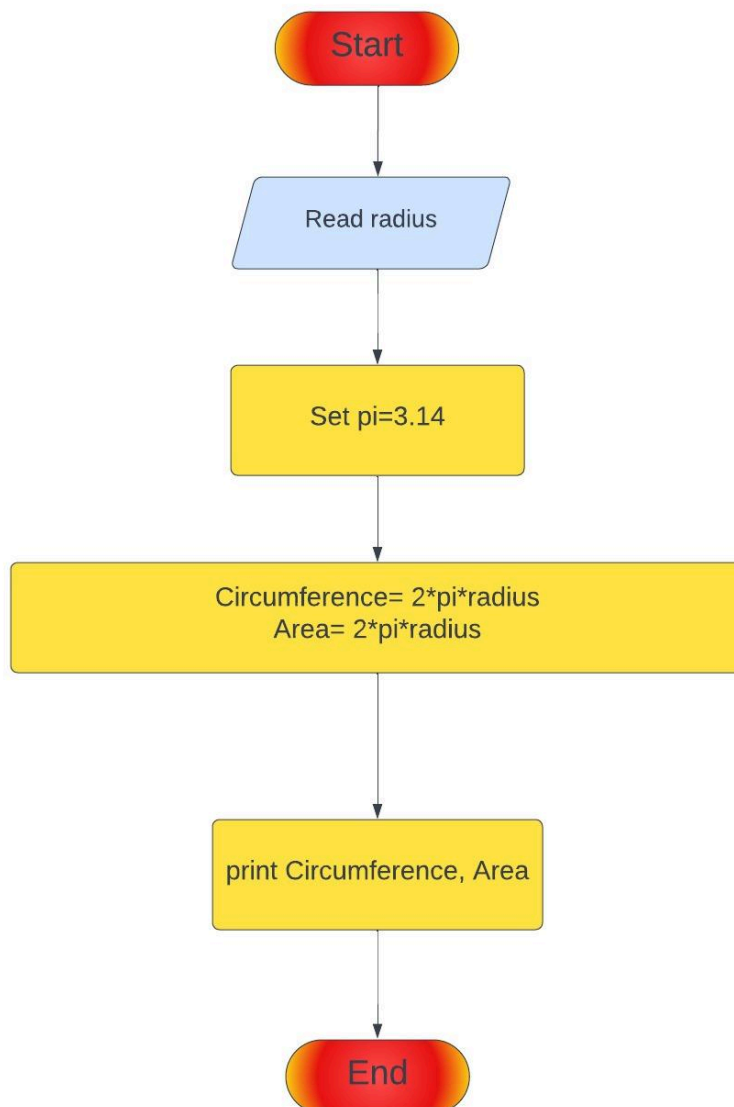 Start
Read radius
Set pi=3.14
Circumference= 2*pi*radius
Area= 2*pi*radius
print Circumference, Area
End